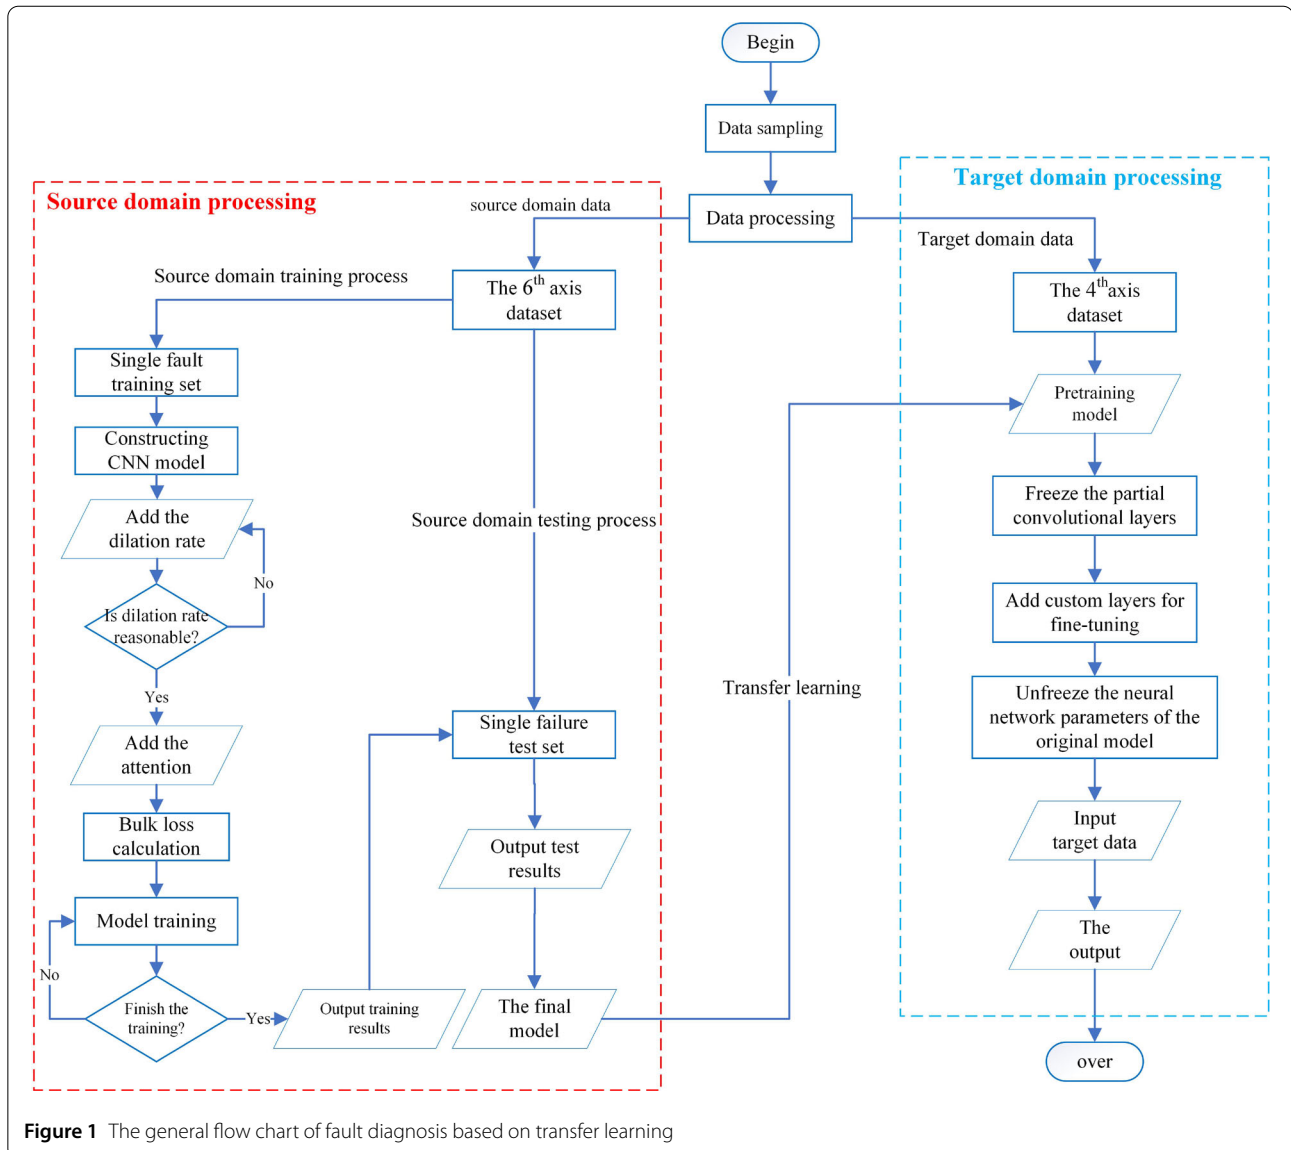 Begin
Data sampling
Data processing
source domain data
Target domain data
Source domain processing
Source domain training process
The 6th axis
dataset
Single fault
training set
Constructing
CNN model
Add the
dilation rate
No
Is dilation rate
reasonable?
Yes
Add the
attention
Bulk loss
calculation
Model training
No
Finish the
training?
Yes
Output training
results
Source domain testing process
Single failure
test set
Output test
results
The final
model
Transfer learning
Target domain processing
The 4th axis
dataset
Pretraining
model
Freeze the partial
convolutional layers
Add custom layers for
fine-tuning
Unfreeze the neural
network parameters of the
original model
Input
target data
The
output
over
Figure 1 The general flow chart of fault diagnosis based on transfer learning